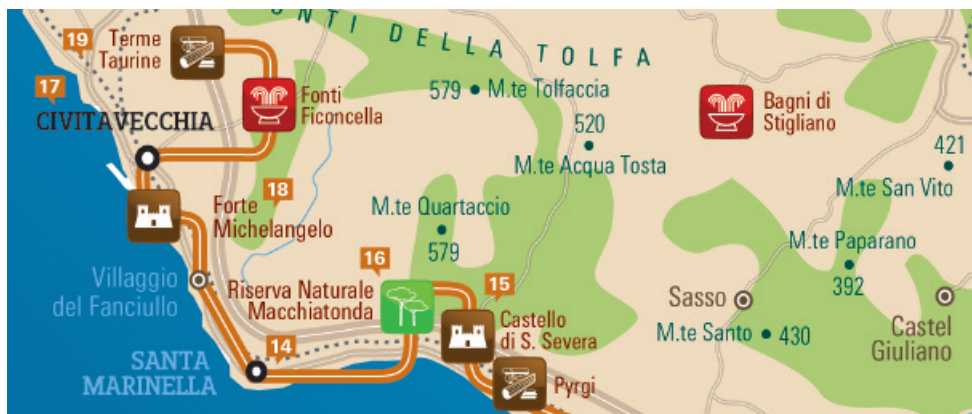 NTI DELLA TOLFA
19
Terme
Taurine
17
CIVITAVECCHIA
Fonti
Ficoncella
579 M.te Tolfaccia
520
M.te Acqua Tosta
Bagni di
Stigliano
421
M.te San Vito
18
Forte
Michelangelo
M.te Quartaccio
579
M.te Paparano
392
Villaggio
del Fanciullo
16
Riserva Naturale
Macchiatonda
15
Castello
di S. Severa
Sasso
M.te Santo 430
Castel
Giuliano
14
SANTA
MARINELLA
Pyrgi